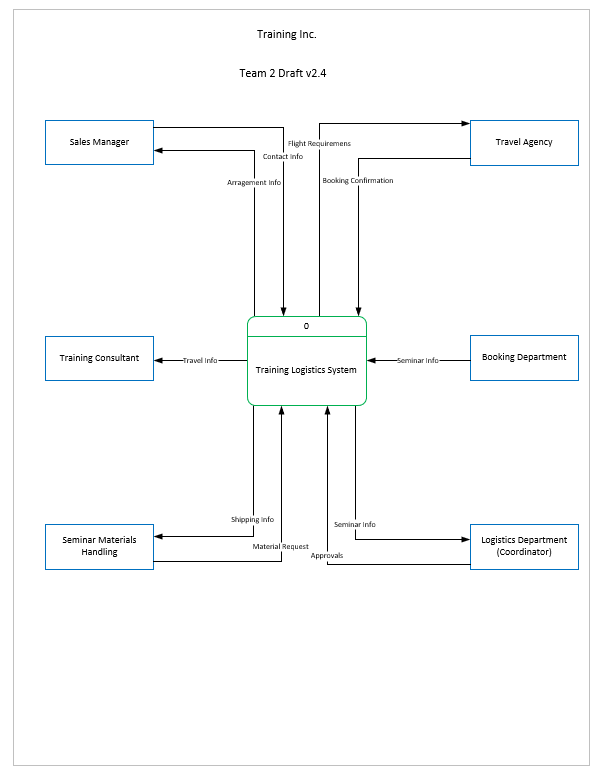 Training Inc.
Team 2 Draft v2.4
Sales Manager
Travel Agency
Flight Requiremens
Contact Info
Arragement Info
Booking Confirmation
0
Training Logistics System
Training Consultant
Travel Info
Seminar Info
Booking Department
Shipping Info
Seminar Info
Material Request
Approvals
Seminar Materials
Handling
Logistics Department
(Coordinator)